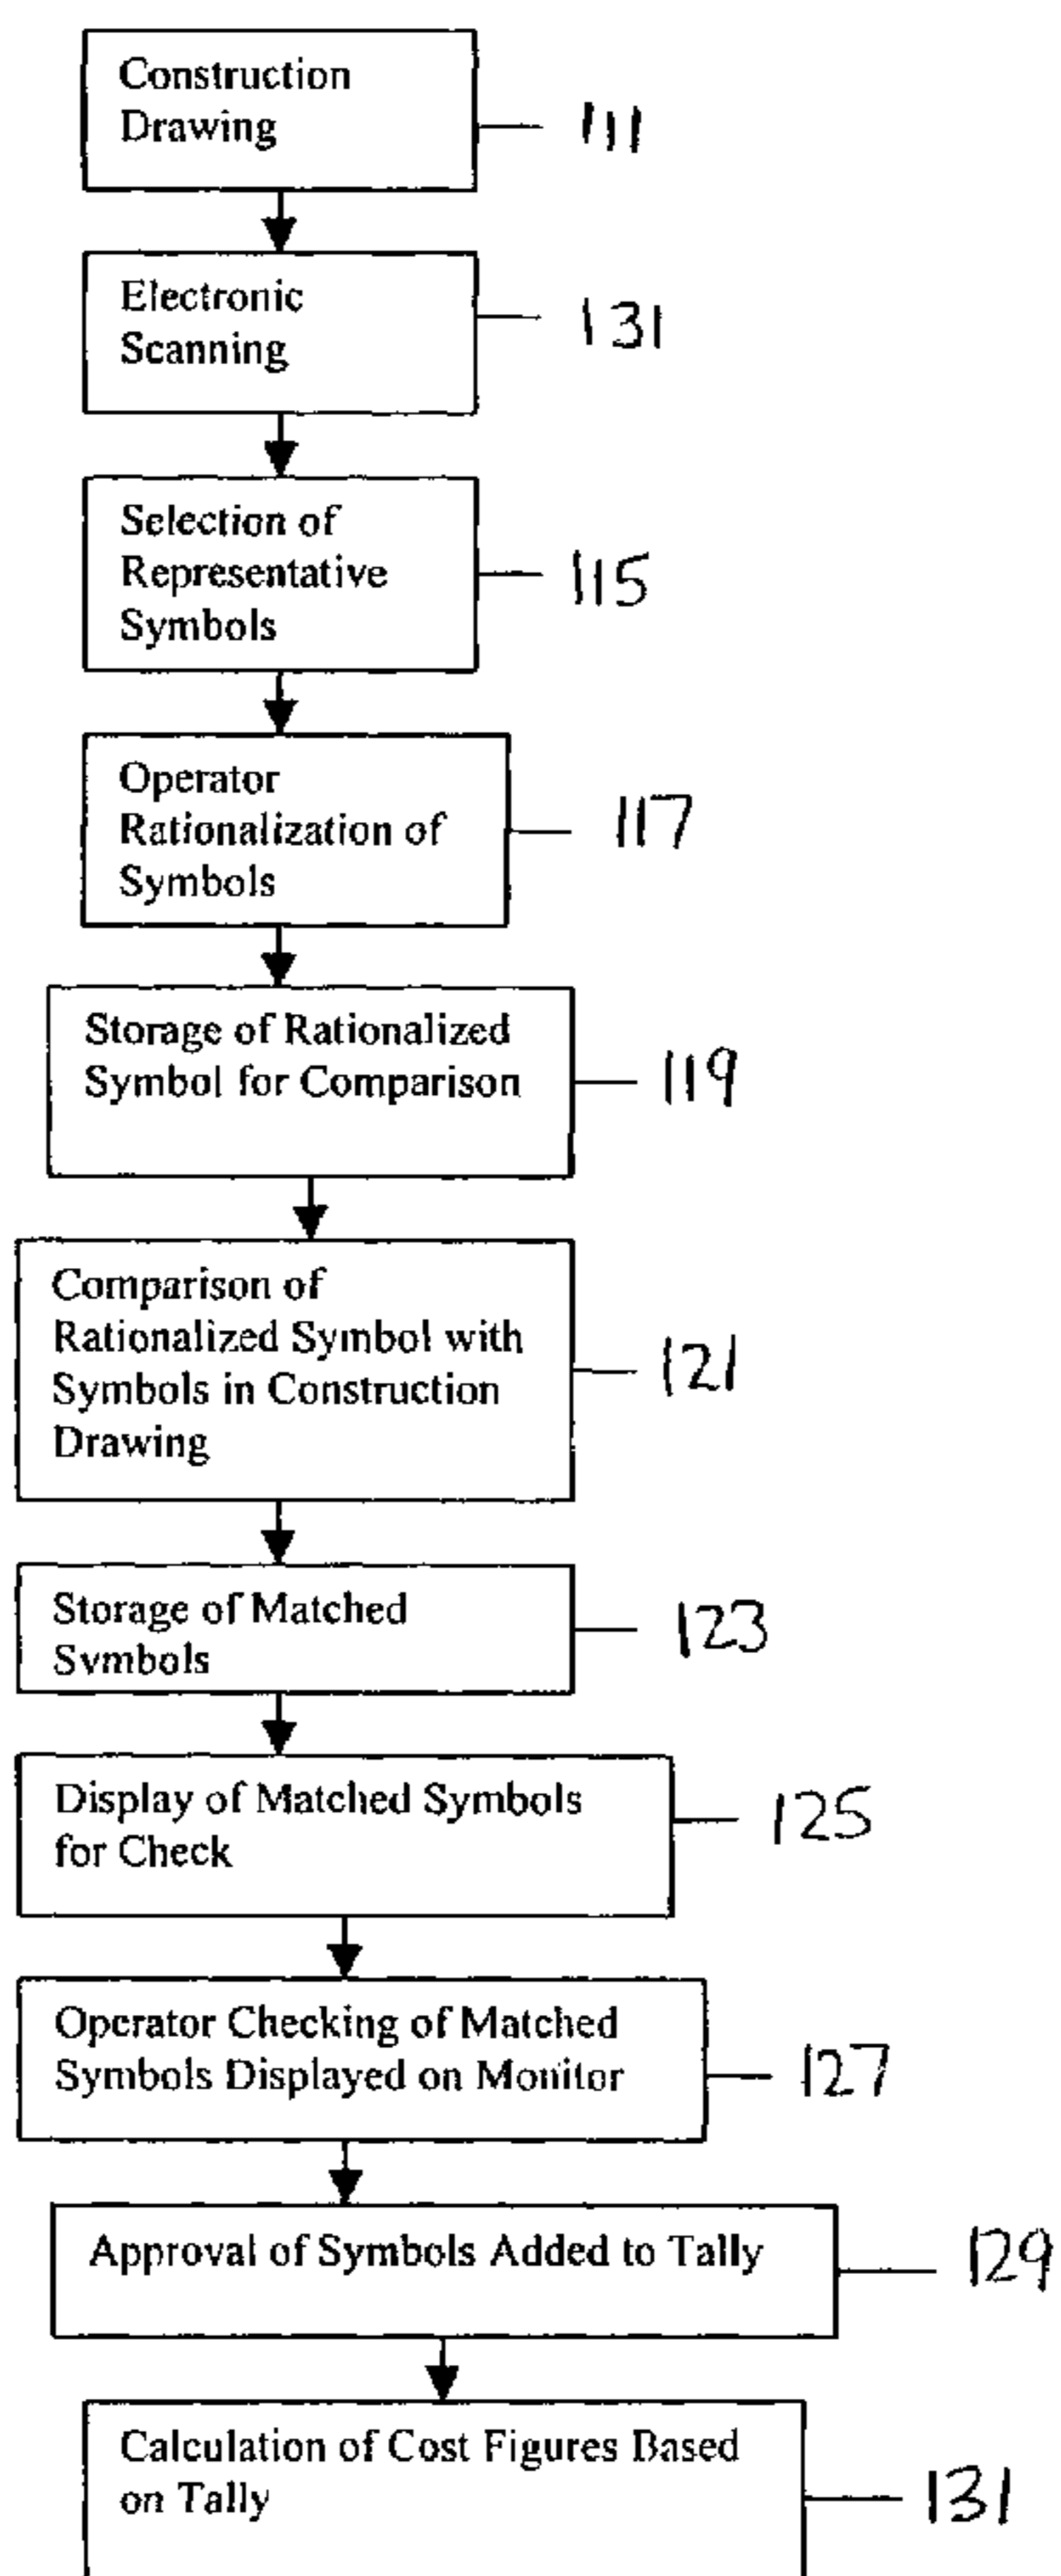 Construction
Drawing
111
Electronic
Scanning
131
Selection of
Representative
Symbols
115
Operator
Rationalization of
Symbols
117
Storage of Rationalized
Symbol for Comparison
119
Comparison of
Rationalized Symbol with
Symbols in Construction
Drawing
121
Storage of Matched
Symbols
123
Display of Matched Symbols
for Check
125
Operator Checking of Matched
Symbols Displayed on Monitor
127
Approval of Symbols Added to Tally
129
Calculation of Cost Figures Based
on Tally
131